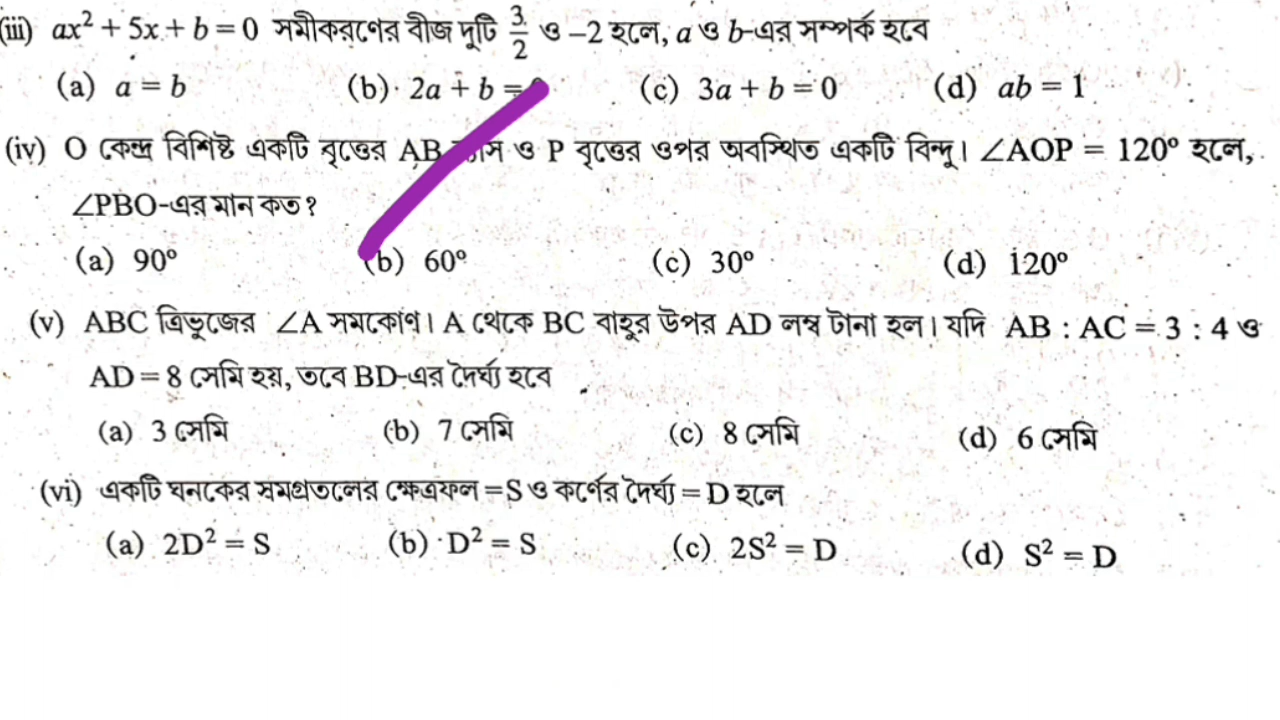 (iii) ax² + 5x + b = 0 সমীকরণের বীজ দুটি 3/2 ও –2 হলে, a ও b-এর সম্পর্ক হবে
(a) a = b (b) 2a + b = (c) 3a + b = 0 (d) ab = 1
(iv) O কেন্দ্র বিশিষ্ট একটি বৃত্তের AB ও P বৃত্তের ওপর অবস্থিত একটি বিন্দু। ∠AOP = 120° হলে,
∠PBO-এর মান কত?
(a) 90° (b) 60° (c) 30° (d) 120°
(v) ABC ত্রিভুজের ∠A সমকোণ। A থেকে BC বাহুর উপর AD লম্ব টানা হল। যদি AB : AC = 3 : 4 ও
AD = 8 সেমি হয়, তবে BD-এর দৈর্ঘ্য হবে
(a) 3 সেমি (b) 7 সেমি (c) 8 সেমি (d) 6 সেমি
(vi) একটি ঘনকের সমগ্রতলের ক্ষেত্রফল = S ও কর্ণের দৈর্ঘ্য = D হলে
(a) 2D² = S (b) D² = S (c) 2S² = D (d) S² = D